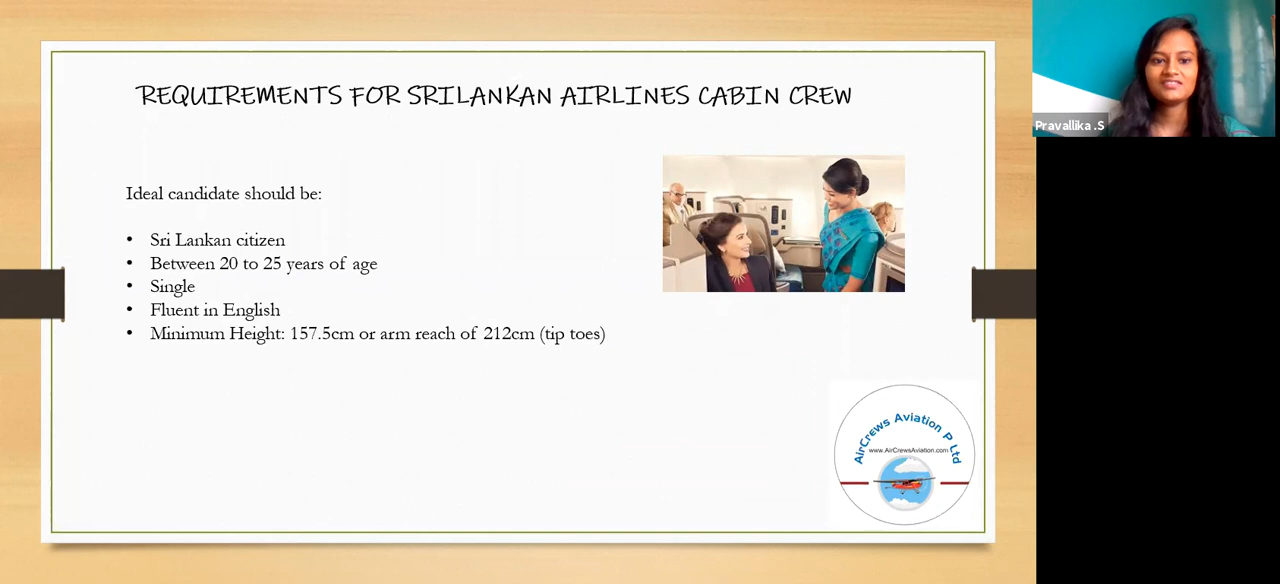 REQUIREMENTS FOR SRILANKAN AIRLINES CABIN CREW
Pravallika .S
Ideal candidate should be:
• Sri Lankan citizen
• Between 20 to 25 years of age
• Single
• Fluent in English
• Minimum Height: 157.5cm or arm reach of 212cm (tip toes)
AirCrews Aviation P Ltd
www.AirCrewsAviation.com